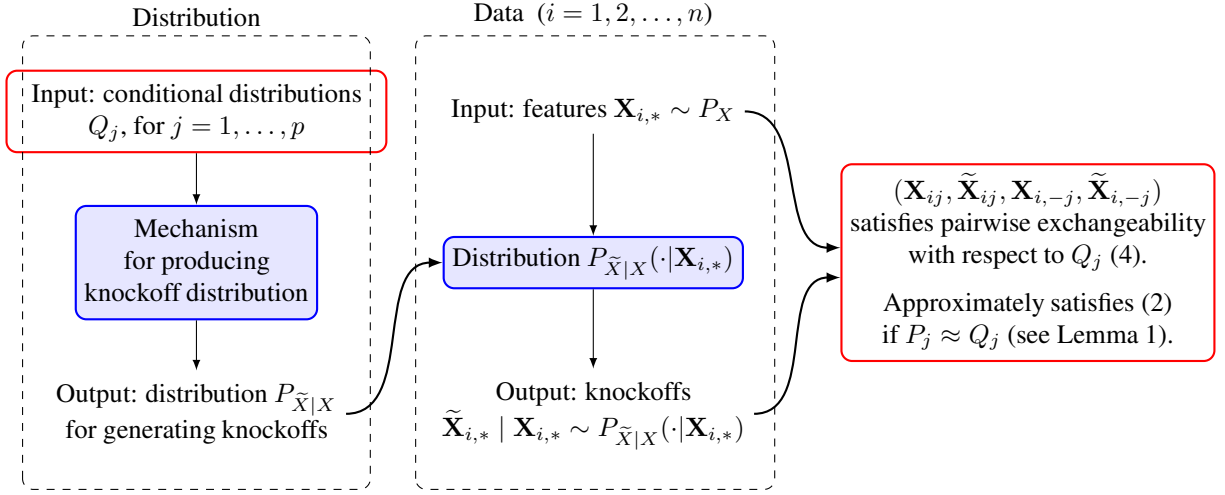 Distribution
Input: conditional distributions
Q_j, for j = 1, . . . , p
Mechanism
for producing
knockoff distribution
Output: distribution P_{X̃|X}
for generating knockoffs
Data (i = 1, 2, . . . , n)
Input: features X_{i,*} ∼ P_X
Distribution P_{X̃|X}(·|X_{i,*})
Output: knockoffs
X̃_{i,*} | X_{i,*} ∼ P_{X̃|X}(·|X_{i,*})
(X_{ij}, X̃_{ij}, X_{i,−j}, X̃_{i,−j})
satisfies pairwise exchangeability
with respect to Q_j (4).
Approximately satisfies (2)
if P_j ≈ Q_j (see Lemma 1).